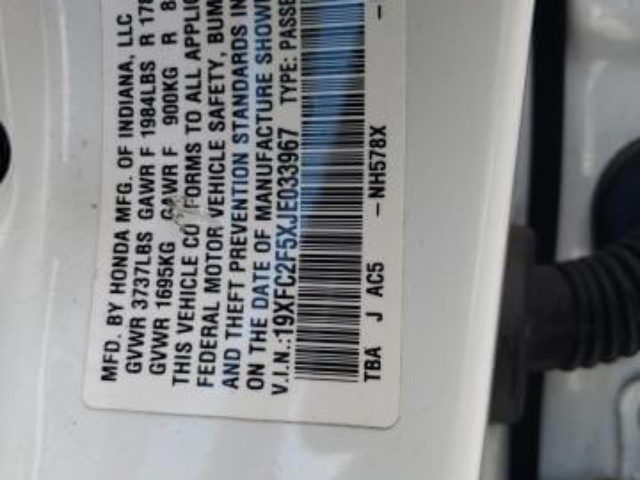 MFD. BY HONDA MFG. OF INDIANA, LLC
GVWR 3737LBS GAWR F 1984LBS R 178
GVWR 1695KG GAWR F 900KG R 8
THIS VEHICLE CO FORMS TO ALL APPLIC
FEDERAL MOTOR VEHICLE SAFETY, BUM
AND THEFT PREVENTION STANDARDS IN
ON THE DATE OF MANUFACTURE SHOWN
V.I.N.:19XFC2F5XJE033967 TYPE: PASSE
TBA J AC5 - NH578X -